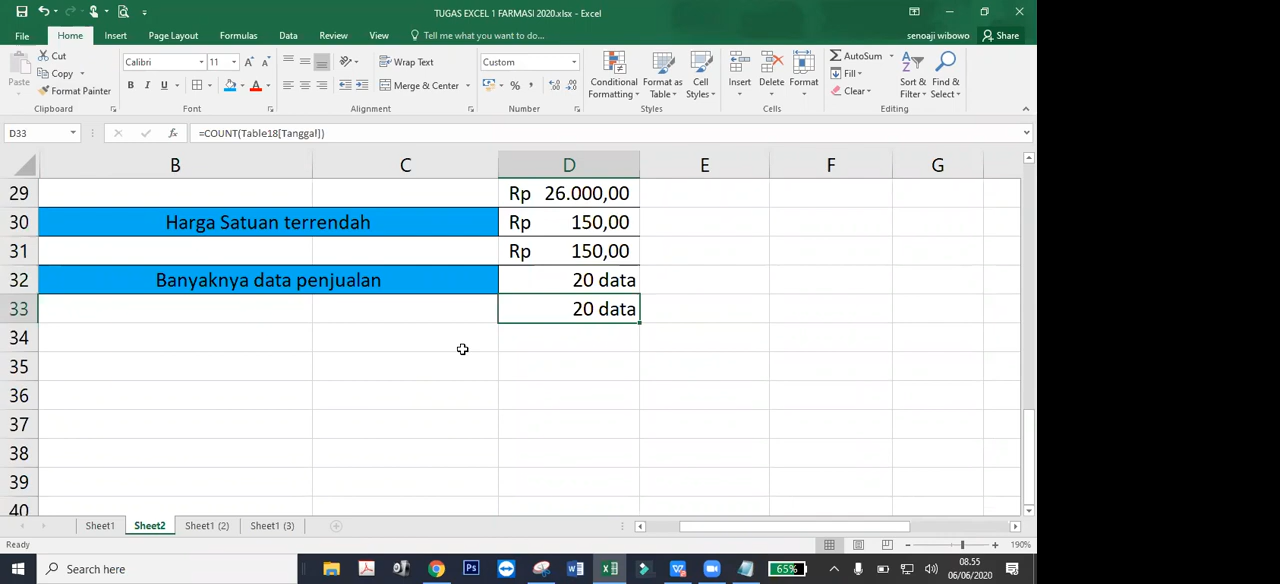 TUGAS EXCEL 1 FARMASI 2020.xlsx - Excel
File Home Insert Page Layout Formulas Data Review View Tell me what you want to do... senoaji wibowo Share
Paste Cut Copy Format Painter Clipboard
Calibri 11 A A B I U A Font
Wrap Text Merge & Center Alignment
Custom % , Number
Conditional Formatting Format as Table Cell Styles Styles
Insert Delete Format Cells
AutoSum Fill Clear Sort & Filter Find & Select Editing
D33 fx =COUNT(Table18[Tanggal])
B C D E F G
29 Rp 26.000,00
30 Harga Satuan terrendah Rp 150,00
31 Rp 150,00
32 Banyaknya data penjualan 20 data
33 20 data
34
35
36
37
38
39
40
Sheet1 Sheet2 Sheet1 (2) Sheet1 (3)
Ready 190%
Search here 65% 08.55
06/06/2020